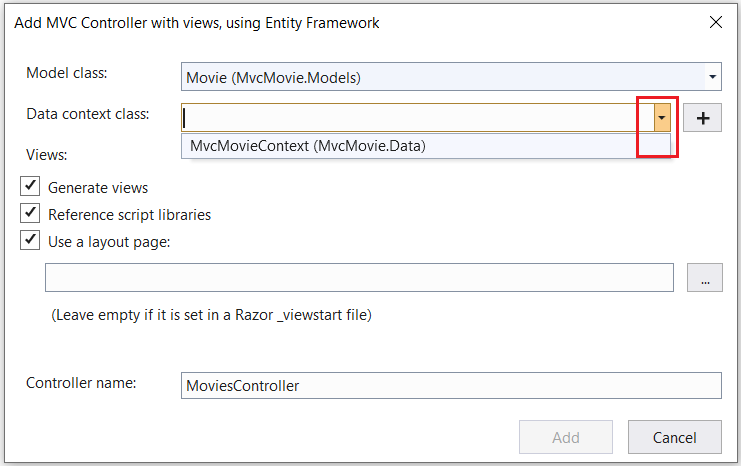 Add MVC Controller with views, using Entity Framework
Model class: Movie (MvcMovie.Models)
Data context class:
MvcMovieContext (MvcMovie.Data)
Views:
Generate views
Reference script libraries
Use a layout page:
...
(Leave empty if it is set in a Razor _viewstart file)
Controller name: MoviesController
Add Cancel